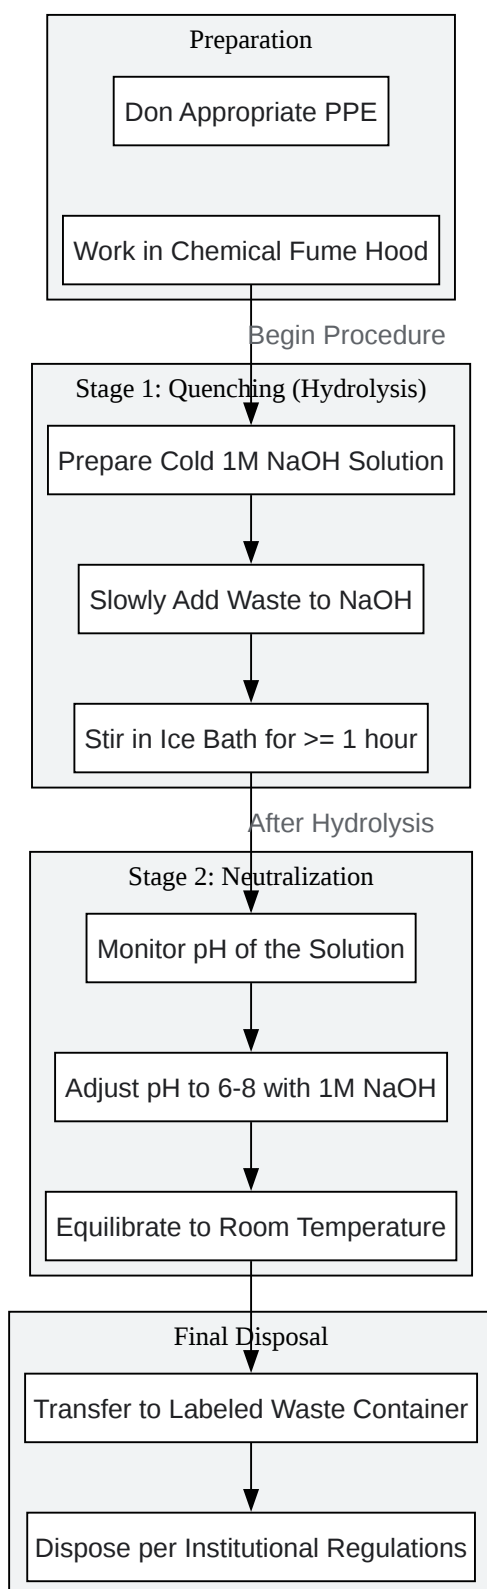 Preparation
Don Appropriate PPE
Work in Chemical Fume Hood
Begin Procedure
Stage 1: Quenching (Hydrolysis)
Prepare Cold 1M NaOH Solution
Slowly Add Waste to NaOH
Stir in Ice Bath for >= 1 hour
After Hydrolysis
Stage 2: Neutralization
Monitor pH of the Solution
Adjust pH to 6-8 with 1M NaOH
Equilibrate to Room Temperature
Final Disposal
Transfer to Labeled Waste Container
Dispose per Institutional Regulations